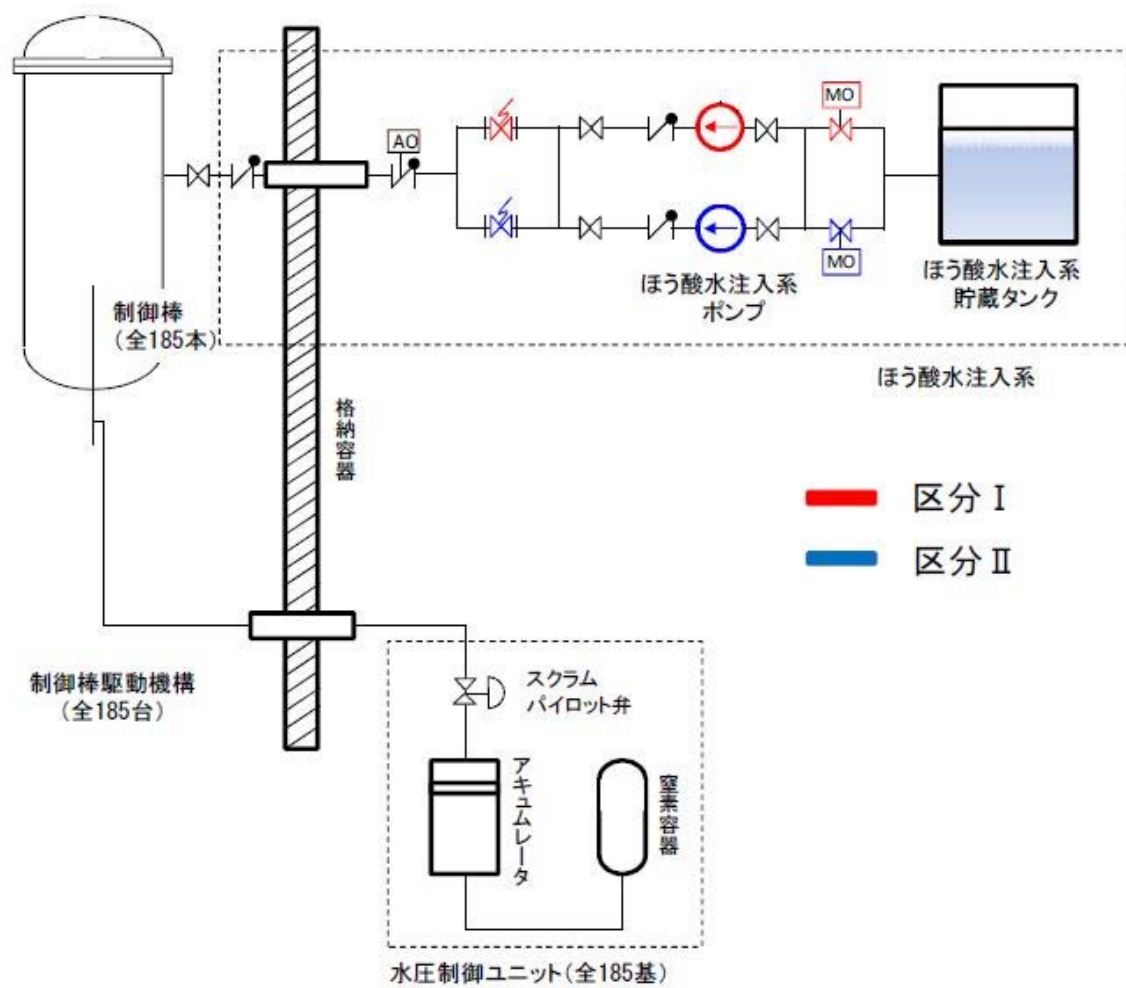 AO
MO
MO
ほう酸水注入系
ポンプ
ほう酸水注入系
貯蔵タンク
ほう酸水注入系
制御棒
(全185本)
格納容器
区分Ⅰ
区分Ⅱ
制御棒駆動機構
(全185台)
スクラム
パイロット弁
アキュムレータ
窒素容器
水圧制御ユニット(全185基)